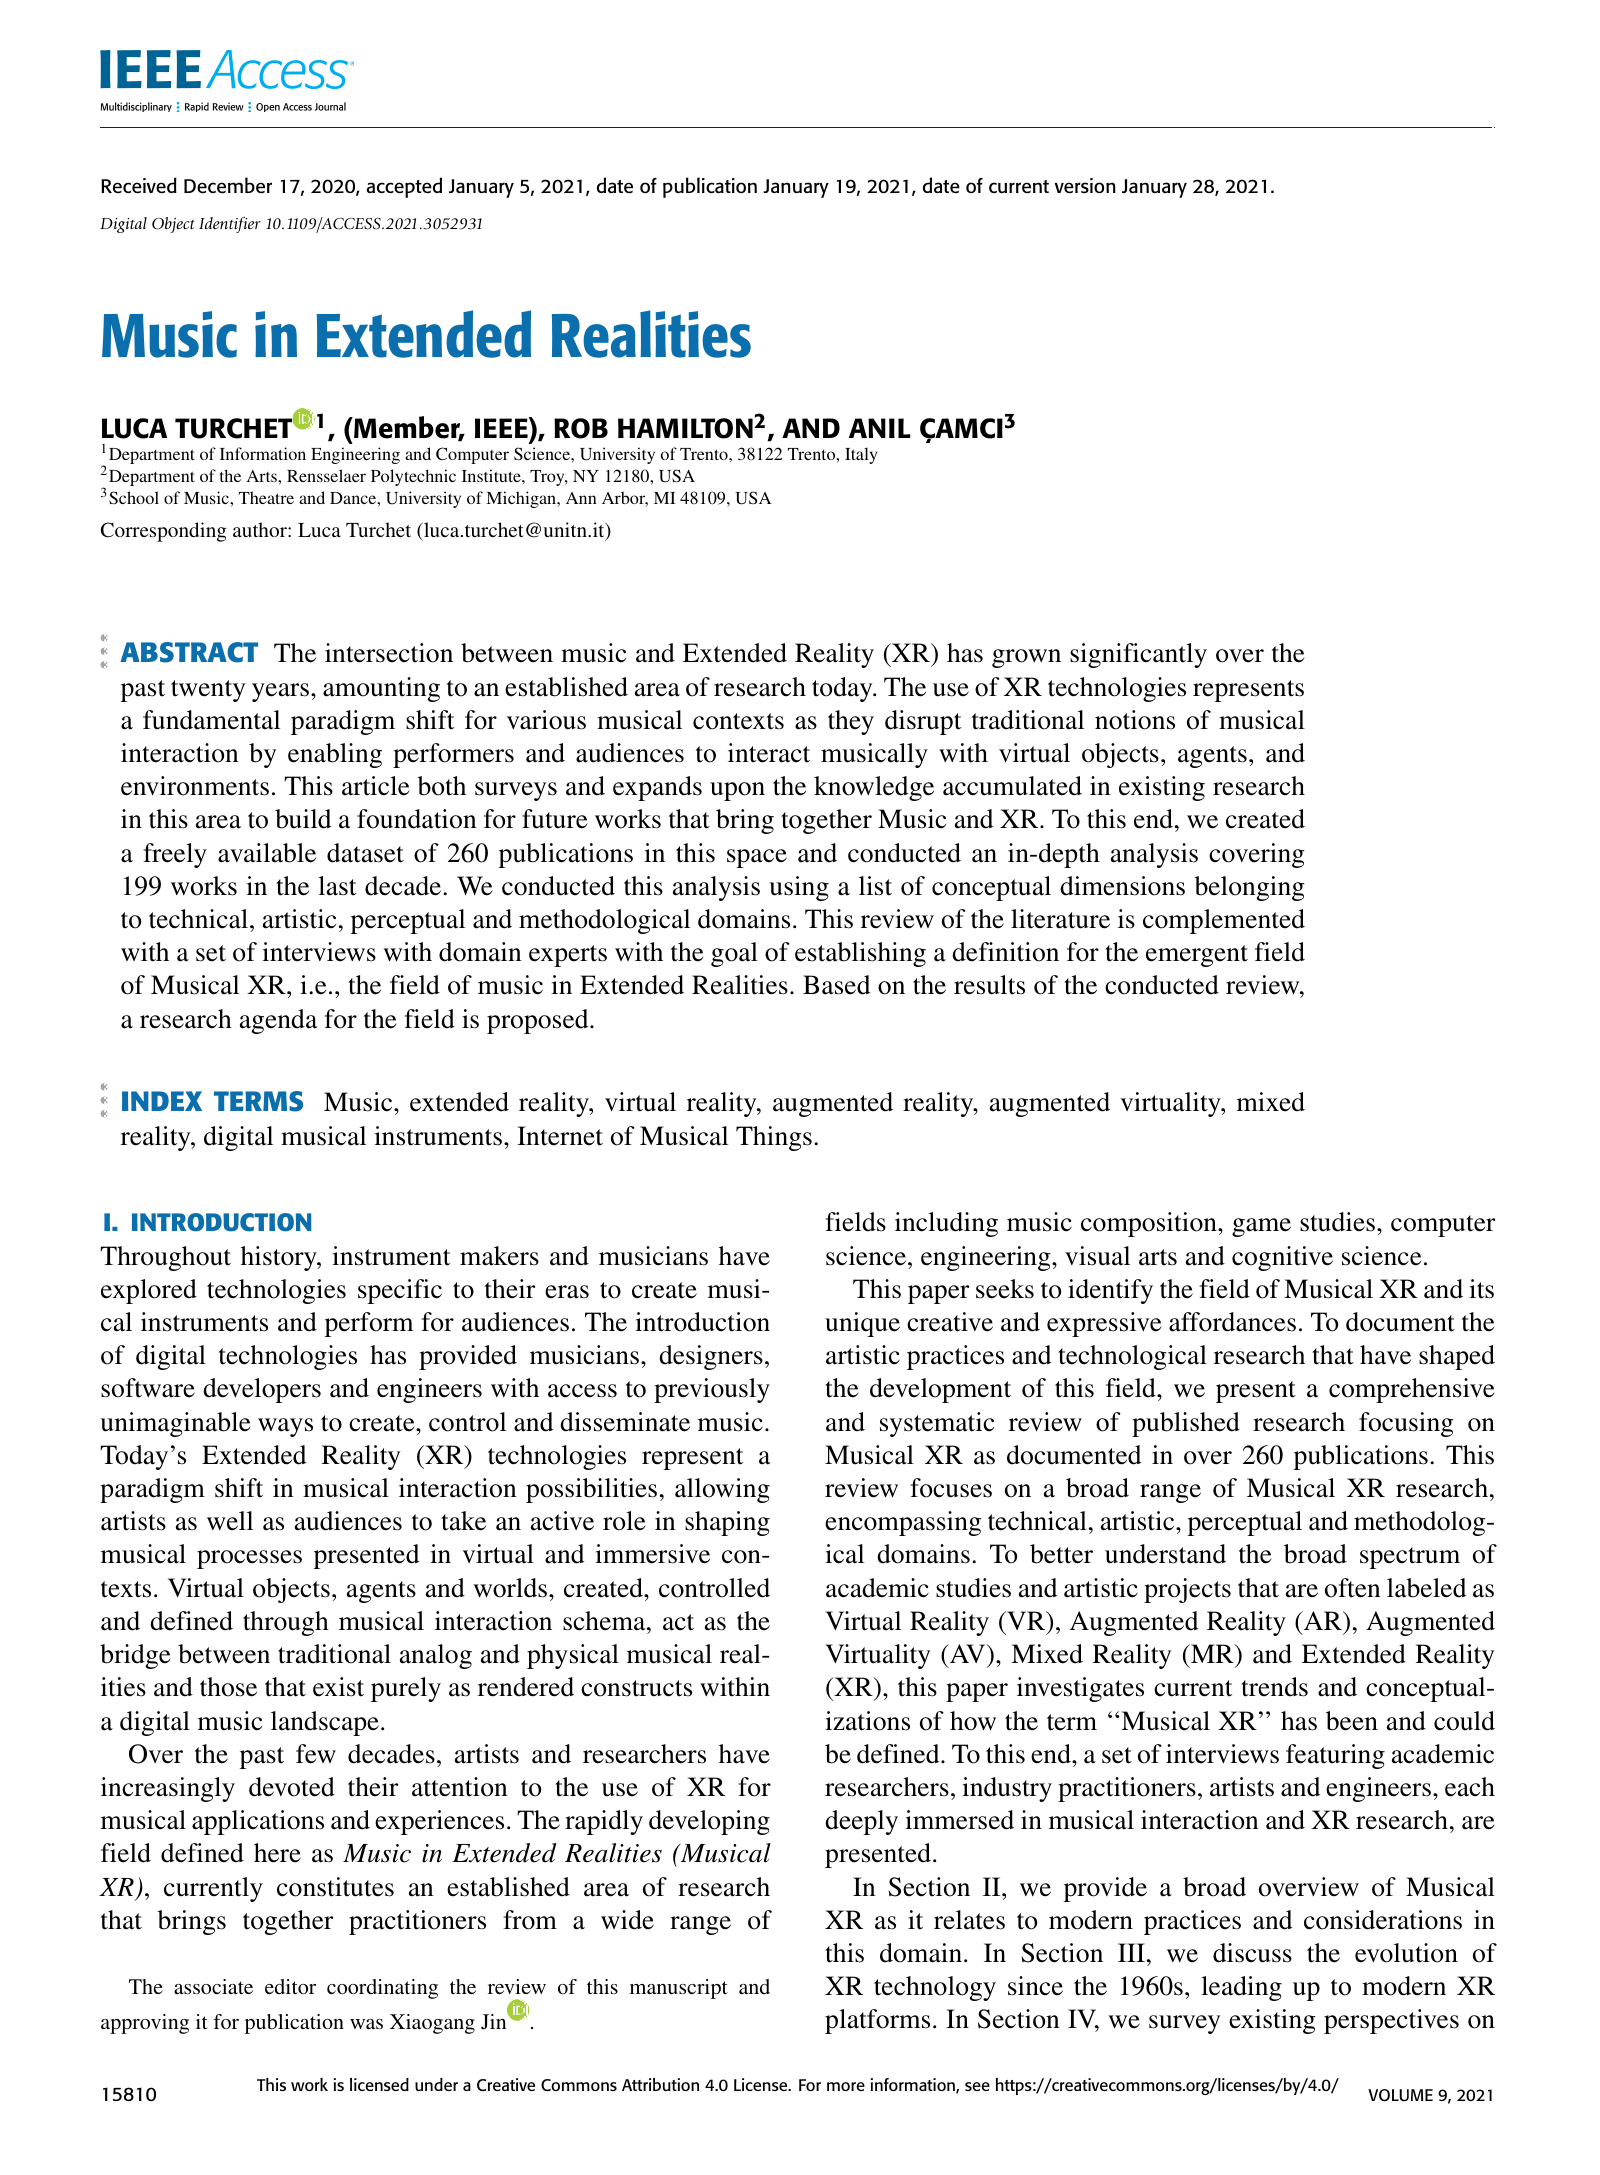 IEEE Access
Multidisciplinary Rapid Review Open Access Journal
Received December 17, 2020, accepted January 5, 2021, date of publication January 19, 2021, date of current version January 28, 2021.
Digital Object Identifier 10.1109/ACCESS.2021.3052931
Music in Extended Realities
LUCA TURCHET 1, (Member, IEEE), ROB HAMILTON2, AND ANIL ÇAMCI3
1Department of Information Engineering and Computer Science, University of Trento, 38122 Trento, Italy
2Department of the Arts, Rensselaer Polytechnic Institute, Troy, NY 12180, USA
3School of Music, Theatre and Dance, University of Michigan, Ann Arbor, MI 48109, USA
Corresponding author: Luca Turchet (luca.turchet@unitn.it)
ABSTRACT The intersection between music and Extended Reality (XR) has grown significantly over the
past twenty years, amounting to an established area of research today. The use of XR technologies represents
a fundamental paradigm shift for various musical contexts as they disrupt traditional notions of musical
interaction by enabling performers and audiences to interact musically with virtual objects, agents, and
environments. This article both surveys and expands upon the knowledge accumulated in existing research
in this area to build a foundation for future works that bring together Music and XR. To this end, we created
a freely available dataset of 260 publications in this space and conducted an in-depth analysis covering
199 works in the last decade. We conducted this analysis using a list of conceptual dimensions belonging
to technical, artistic, perceptual and methodological domains. This review of the literature is complemented
with a set of interviews with domain experts with the goal of establishing a definition for the emergent field
of Musical XR, i.e., the field of music in Extended Realities. Based on the results of the conducted review,
a research agenda for the field is proposed.
INDEX TERMS Music, extended reality, virtual reality, augmented reality, augmented virtuality, mixed
reality, digital musical instruments, Internet of Musical Things.
I. INTRODUCTION
Throughout history, instrument makers and musicians have
explored technologies specific to their eras to create musi-
cal instruments and perform for audiences. The introduction
of digital technologies has provided musicians, designers,
software developers and engineers with access to previously
unimaginable ways to create, control and disseminate music.
Today's Extended Reality (XR) technologies represent a
paradigm shift in musical interaction possibilities, allowing
artists as well as audiences to take an active role in shaping
musical processes presented in virtual and immersive con-
texts. Virtual objects, agents and worlds, created, controlled
and defined through musical interaction schema, act as the
bridge between traditional analog and physical musical real-
ities and those that exist purely as rendered constructs within
a digital music landscape.
Over the past few decades, artists and researchers have
increasingly devoted their attention to the use of XR for
musical applications and experiences. The rapidly developing
field defined here as Music in Extended Realities (Musical
XR), currently constitutes an established area of research
that brings together practitioners from a wide range of
The associate editor coordinating the review of this manuscript and
approving it for publication was Xiaogang Jin .
fields including music composition, game studies, computer
science, engineering, visual arts and cognitive science.
This paper seeks to identify the field of Musical XR and its
unique creative and expressive affordances. To document the
artistic practices and technological research that have shaped
the development of this field, we present a comprehensive
and systematic review of published research focusing on
Musical XR as documented in over 260 publications. This
review focuses on a broad range of Musical XR research,
encompassing technical, artistic, perceptual and methodolog-
ical domains. To better understand the broad spectrum of
academic studies and artistic projects that are often labeled as
Virtual Reality (VR), Augmented Reality (AR), Augmented
Virtuality (AV), Mixed Reality (MR) and Extended Reality
(XR), this paper investigates current trends and conceptual-
izations of how the term ‘‘Musical XR’’ has been and could
be defined. To this end, a set of interviews featuring academic
researchers, industry practitioners, artists and engineers, each
deeply immersed in musical interaction and XR research, are
presented.
In Section II, we provide a broad overview of Musical
XR as it relates to modern practices and considerations in
this domain. In Section III, we discuss the evolution of
XR technology since the 1960s, leading up to modern XR
platforms. In Section IV, we survey existing perspectives on
15810
This work is licensed under a Creative Commons Attribution 4.0 License. For more information, see https://creativecommons.org/licenses/by/4.0/
VOLUME 9, 2021